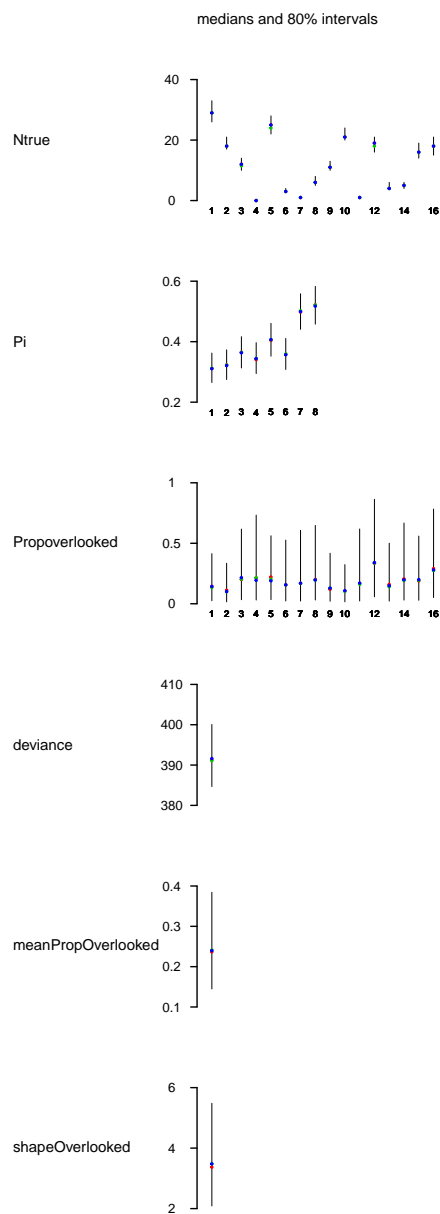 medians and 80% intervals
Ntrue
40
20
0
1 2 3 4 5 6 7 8 9 10 12 14 16
Pi
0.6
0.4
0.2
1 2 3 4 5 6 7 8
Propoverlooked
1
0.5
0
1 2 3 4 5 6 7 8 9 10 12 14 16
deviance
410
400
390
380
meanPropOverlooked
0.4
0.3
0.2
0.1
shapeOverlooked
6
4
2